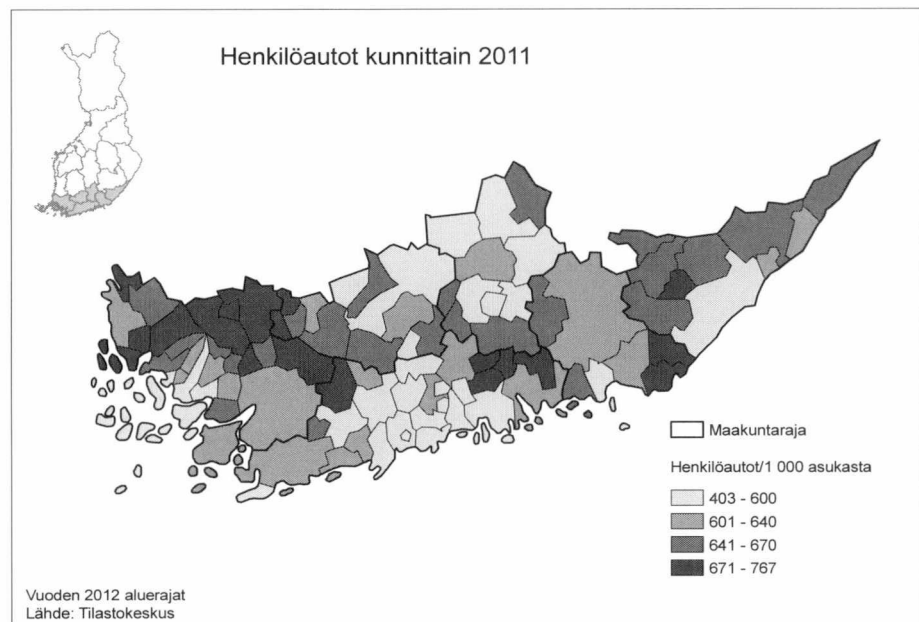 Henkilöautot kunnittain 2011
Maakuntaraja
Henkilöautot/1 000 asukasta
403 - 600
601 - 640
641 - 670
671 - 767
Vuoden 2012 aluerajat
Lähde: Tilastokeskus